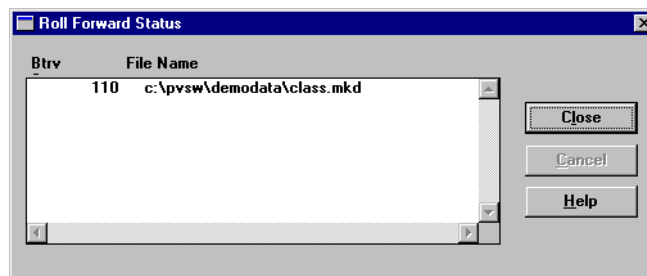 Roll Forward Status
Btrv File Name
110 c:\pvsw\demodata\class.mkd
Close
Cancel
Help